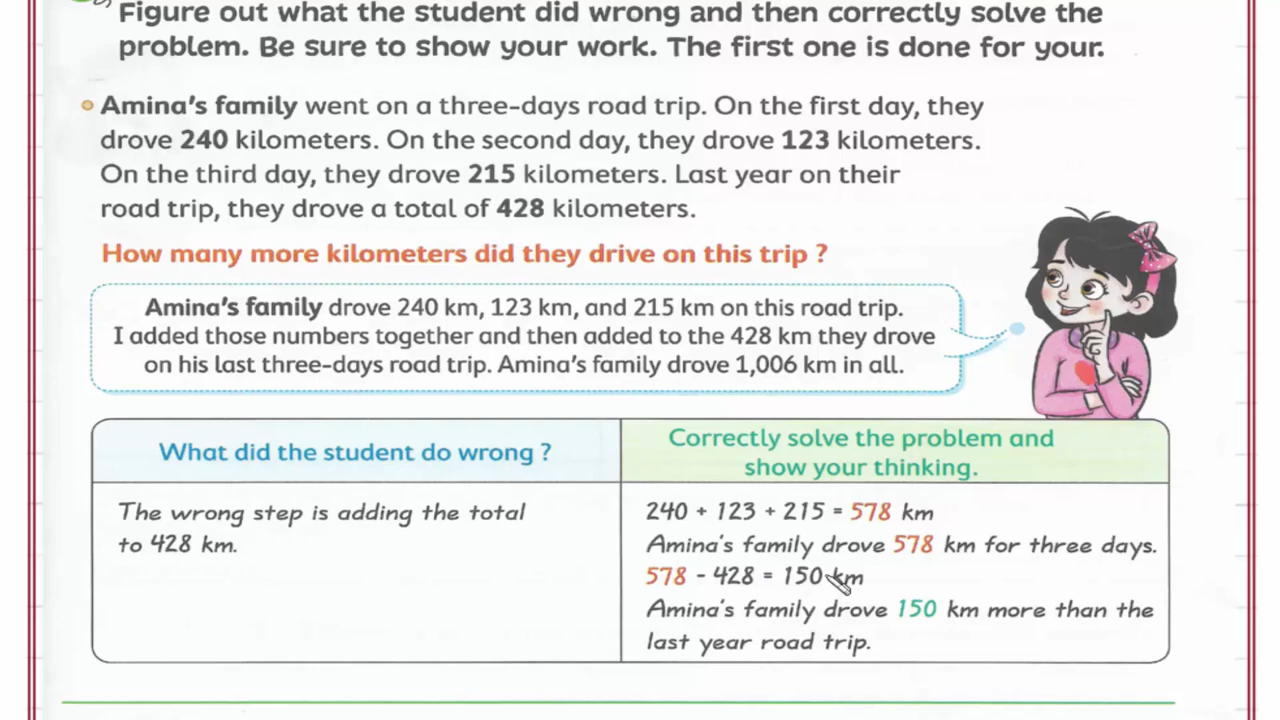 Figure out what the student did wrong and then correctly solve the
problem. Be sure to show your work. The first one is done for your.
Amina's family went on a three-days road trip. On the first day, they
drove 240 kilometers. On the second day, they drove 123 kilometers.
On the third day, they drove 215 kilometers. Last year on their
road trip, they drove a total of 428 kilometers.
How many more kilometers did they drive on this trip ?
Amina's family drove 240 km, 123 km, and 215 km on this road trip.
I added those numbers together and then added to the 428 km they drove
on his last three-days road trip. Amina's family drove 1,006 km in all.
What did the student do wrong ?
The wrong step is adding the total
to 428 km.
Correctly solve the problem and
show your thinking.
240 + 123 + 215 = 578 km
Amina's family drove 578 km for three days.
578 - 428 = 150 km
Amina's family drove 150 km more than the
last year road trip.